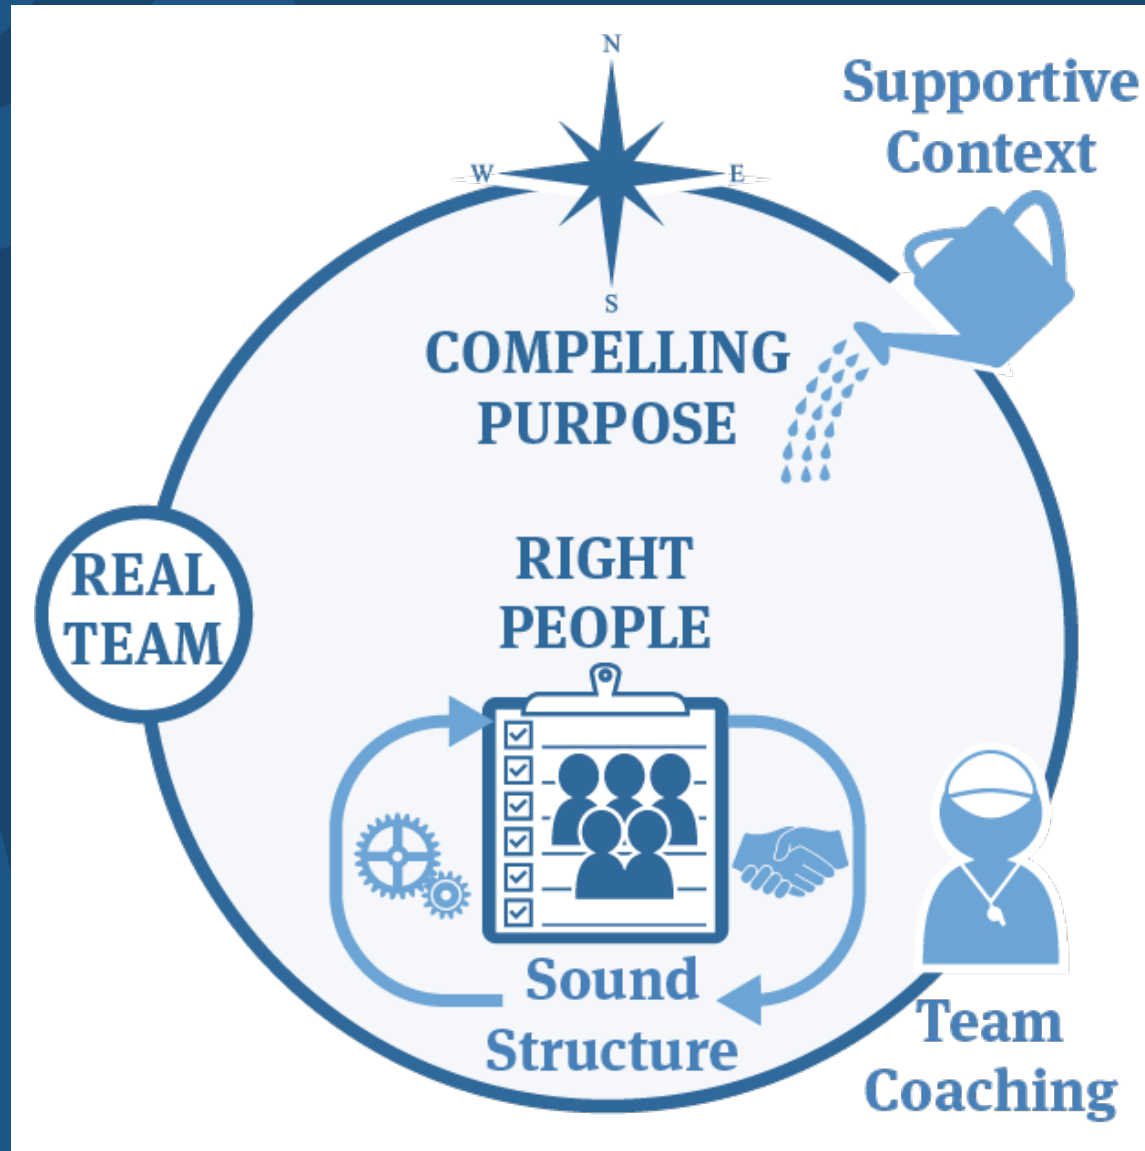 N
W
E
S
Supportive
Context
COMPELLING
PURPOSE
REAL
TEAM
RIGHT
PEOPLE
Sound
Structure
Team
Coaching